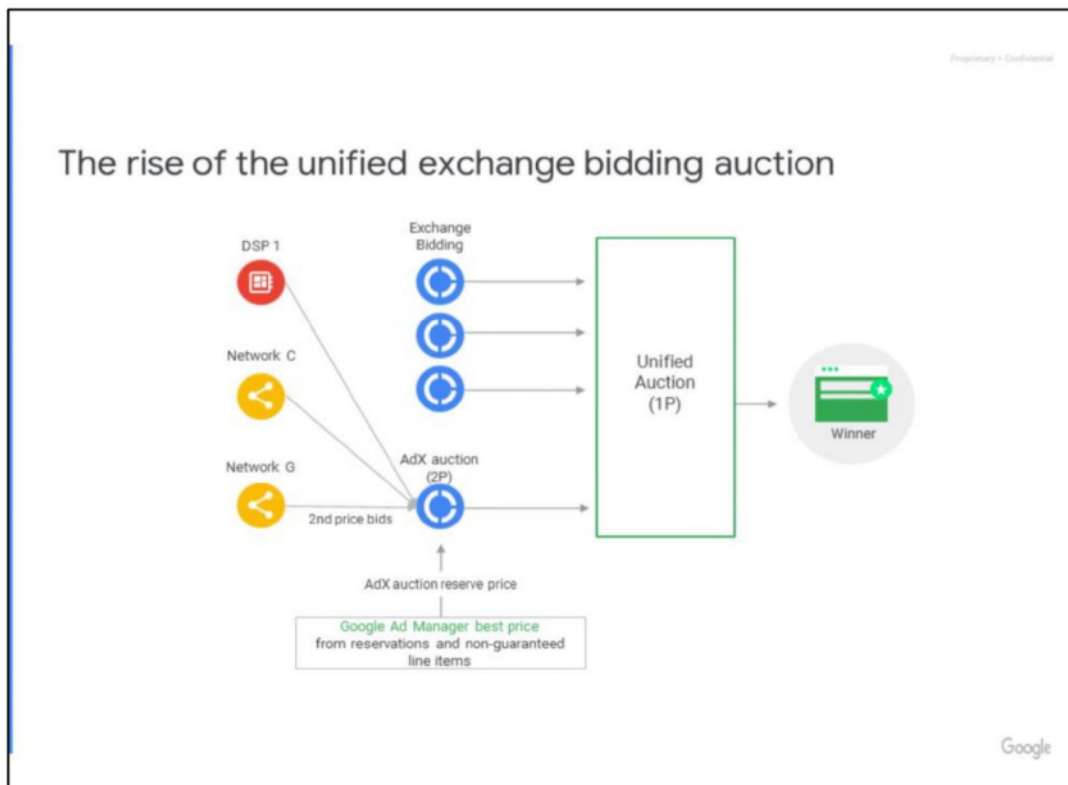 Proprietary + Confidential
The rise of the unified exchange bidding auction
DSP 1
Network C
Network G
2nd price bids
Exchange
Bidding
AdX auction
(2P)
AdX auction reserve price
Google Ad Manager best price
from reservations and non-guaranteed
line items
Unified
Auction
(1P)
Winner
Google